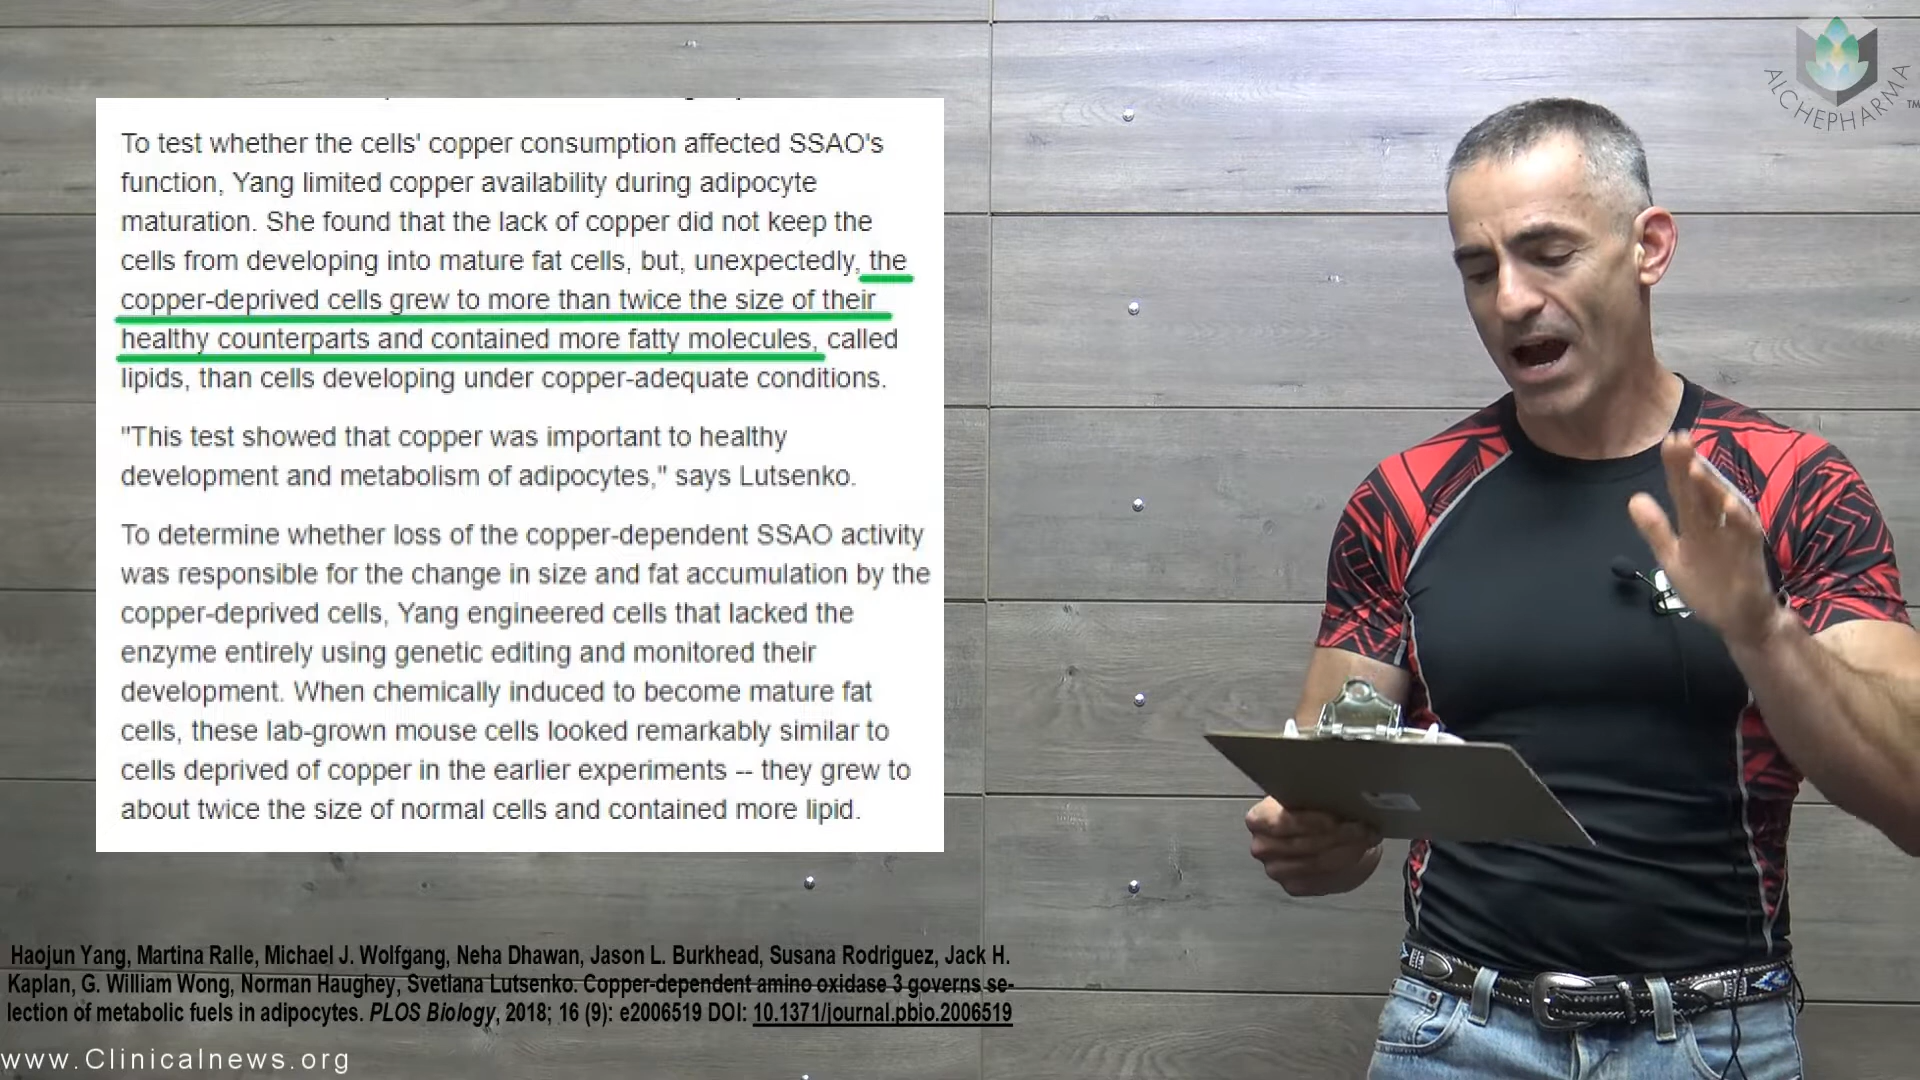 ALCHEPHARMA TM
To test whether the cells' copper consumption affected SSAO's
function, Yang limited copper availability during adipocyte
maturation. She found that the lack of copper did not keep the
cells from developing into mature fat cells, but, unexpectedly, the
copper-deprived cells grew to more than twice the size of their
healthy counterparts and contained more fatty molecules, called
lipids, than cells developing under copper-adequate conditions.
"This test showed that copper was important to healthy
development and metabolism of adipocytes," says Lutsenko.
To determine whether loss of the copper-dependent SSAO activity
was responsible for the change in size and fat accumulation by the
copper-deprived cells, Yang engineered cells that lacked the
enzyme entirely using genetic editing and monitored their
development. When chemically induced to become mature fat
cells, these lab-grown mouse cells looked remarkably similar to
cells deprived of copper in the earlier experiments -- they grew to
about twice the size of normal cells and contained more lipid.
Haojun Yang, Martina Ralle, Michael J. Wolfgang, Neha Dhawan, Jason L. Burkhead, Susana Rodriguez, Jack H.
Kaplan, G. William Wong, Norman Haughey, Svetlana Lutsenko. Copper-dependent amino oxidase 3 governs se-
lection of metabolic fuels in adipocytes. PLOS Biology, 2018; 16 (9): e2006519 DOI: 10.1371/journal.pbio.2006519
www.Clinicalnews.org